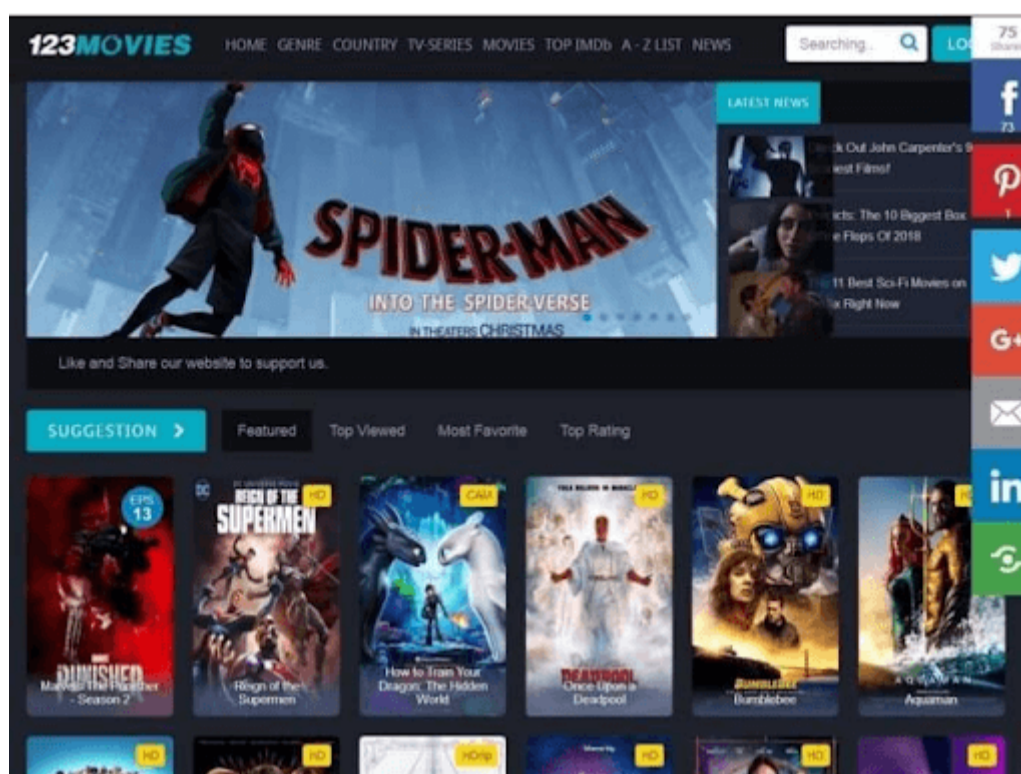 123MOVIES
HOME GENRE COUNTRY TV-SERIES MOVIES TOP IMDb A - Z LIST NEWS
Searching..
75
LATEST NEWS
SPIDER-MAN
INTO THE SPIDER-VERSE
IN THEATERS CHRISTMAS
Out John Carpenter's 9
Films!
The 10 Biggest Box
Flops Of 2018
11 Best Sci-Fi Movies on
Right Now
f
73
1
G+
in
Like and Share our website to support us.
SUGGESTION
Featured
Top Viewed
Most Favorite
Top Rating
EPS
13
PUNISHER
Season 2
DC
HD
REIGN OF THE
SUPERMEN
Reign of the
Supermen
CAM
How to Train Your
Dragon: The Hidden
World
HD
DEADPOOL
Once Upon a
Deadpool
HD
BUMBLEBEE
Bumblebee
AQUAMAN
Aquaman
HD
HD
HDrip
HD
HD
HD